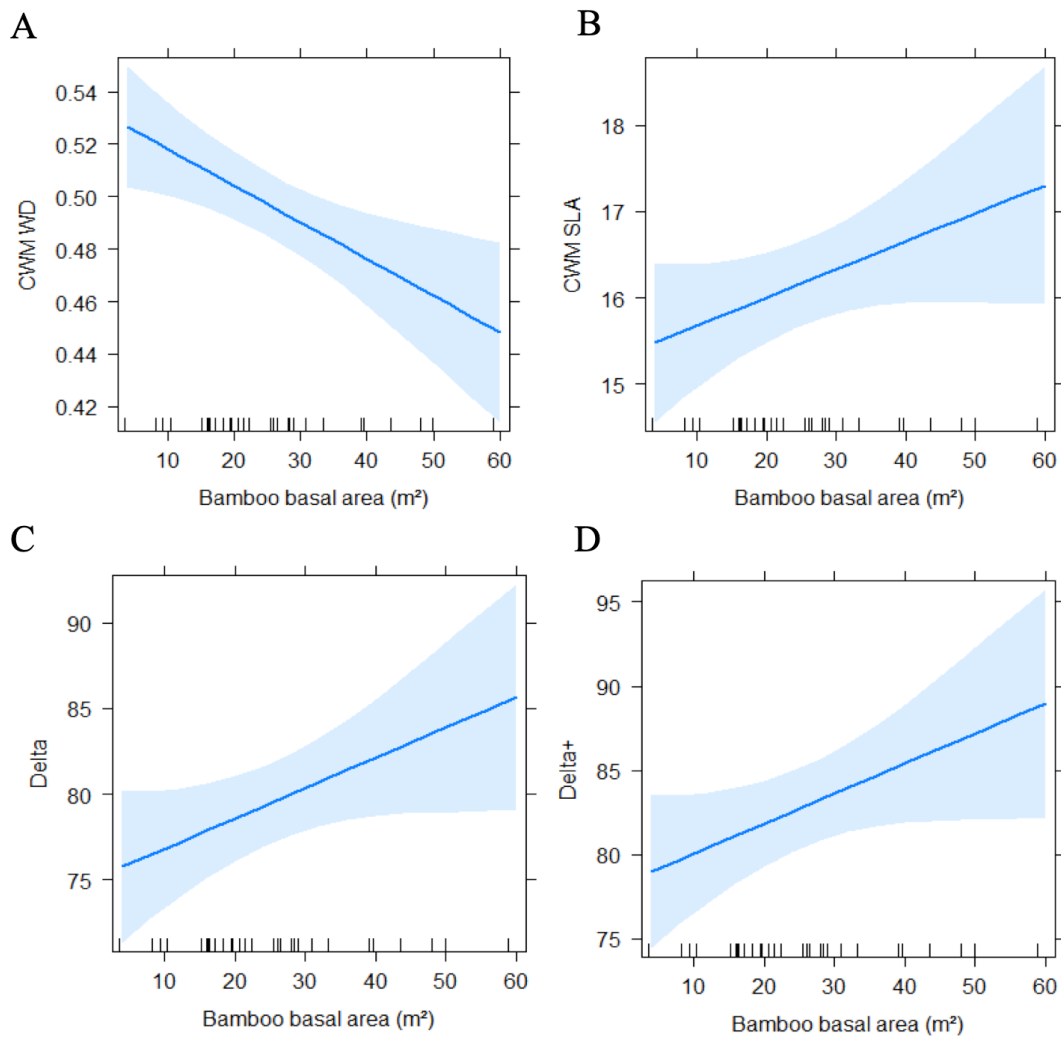 A
CWM WD
0.54
0.52
0.50
0.48
0.46
0.44
0.42
10 20 30 40 50 60
Bamboo basal area (m²)
B
CWM SLA
18
17
16
15
10 20 30 40 50 60
Bamboo basal area (m²)
C
Delta
90
85
80
75
10 20 30 40 50 60
Bamboo basal area (m²)
D
Delta+
95
90
85
80
75
10 20 30 40 50 60
Bamboo basal area (m²)